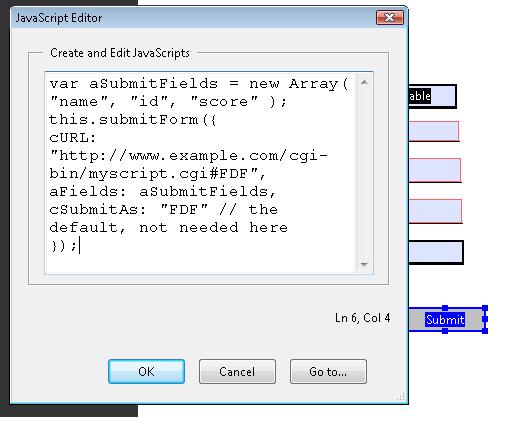 JavaScript Editor
Create and Edit JavaScripts
var aSubmitFields = new Array(
"name", "id", "score" );
this.submitForm({
cURL:
"http://www.example.com/cgi-
bin/myscript.cgi#FDF",
aFields: aSubmitFields,
cSubmitAs: "FDF" // the
default, not needed here
});
able
Submit
Ln 6, Col 4
OK
Cancel
Go to...